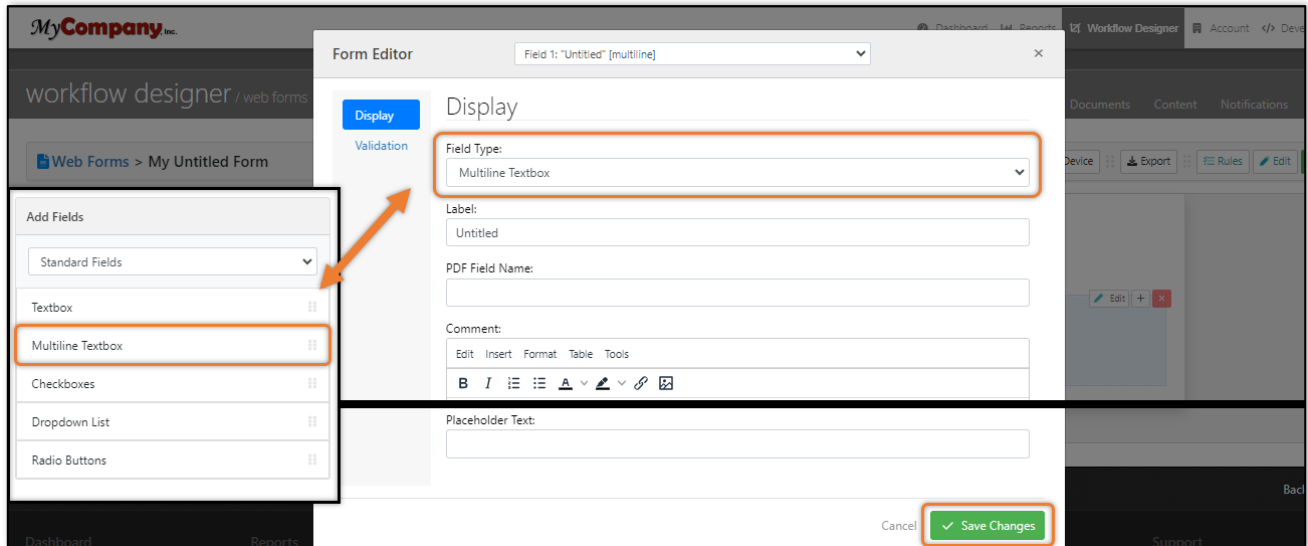 MyCompany, Inc.
Dashboard Reports Workflow Designer Account </> Deve
Form Editor
Field 1: "Untitled" [multiline]
×
workflow designer / web forms
Documents Content Notifications
Display
Validation
Display
Web Forms > My Untitled Form
Device Export Rules Edit
Field Type:
Multiline Textbox
Label:
Untitled
PDF Field Name:
Comment:
Edit Insert Format Table Tools
B I A
Placeholder Text:
Cancel Save Changes
Add Fields
Standard Fields
Textbox
Multiline Textbox
Checkboxes
Dropdown List
Radio Buttons
Edit + ×
Bacl
Dashboard Reports Support